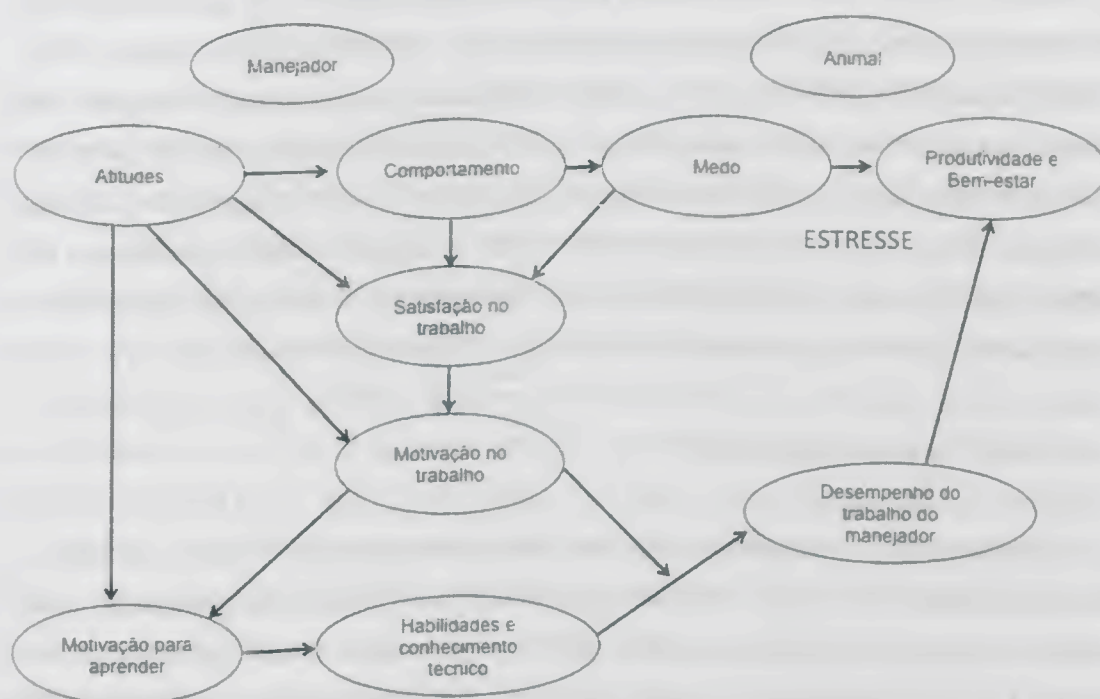 Manejador
Animal
Atitudes
Comportamento
Medo
Produtividade e
Bem-estar
ESTRESSE
Satisfação no
trabalho
Motivação no
trabalho
Desempenho do
trabalho do
manejador
Motivação para
aprender
Habilidades e
conhecimento
técnico